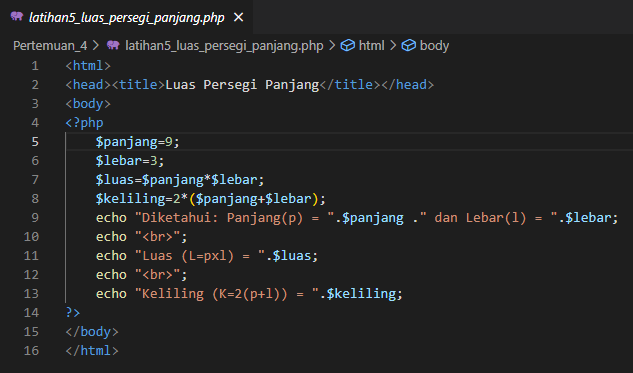 latihan5_luas_persegi_panjang.php ×
Pertemuan_4 > latihan5_luas_persegi_panjang.php > html > body
1 <html>
2 <head><title>Luas Persegi Panjang</title></head>
3 <body>
4 <?php
5 $panjang=9;
6 $lebar=3;
7 $luas=$panjang*$lebar;
8 $keliling=2*($panjang+$lebar);
9 echo "Diketahui: Panjang(p) = ".$panjang ." dan Lebar(l) = ".$lebar;
10 echo "<br>";
11 echo "Luas (L=pxl) = ".$luas;
12 echo "<br>";
13 echo "Keliling (K=2(p+l)) = ".$keliling;
14 ?>
15 </body>
16 </html>